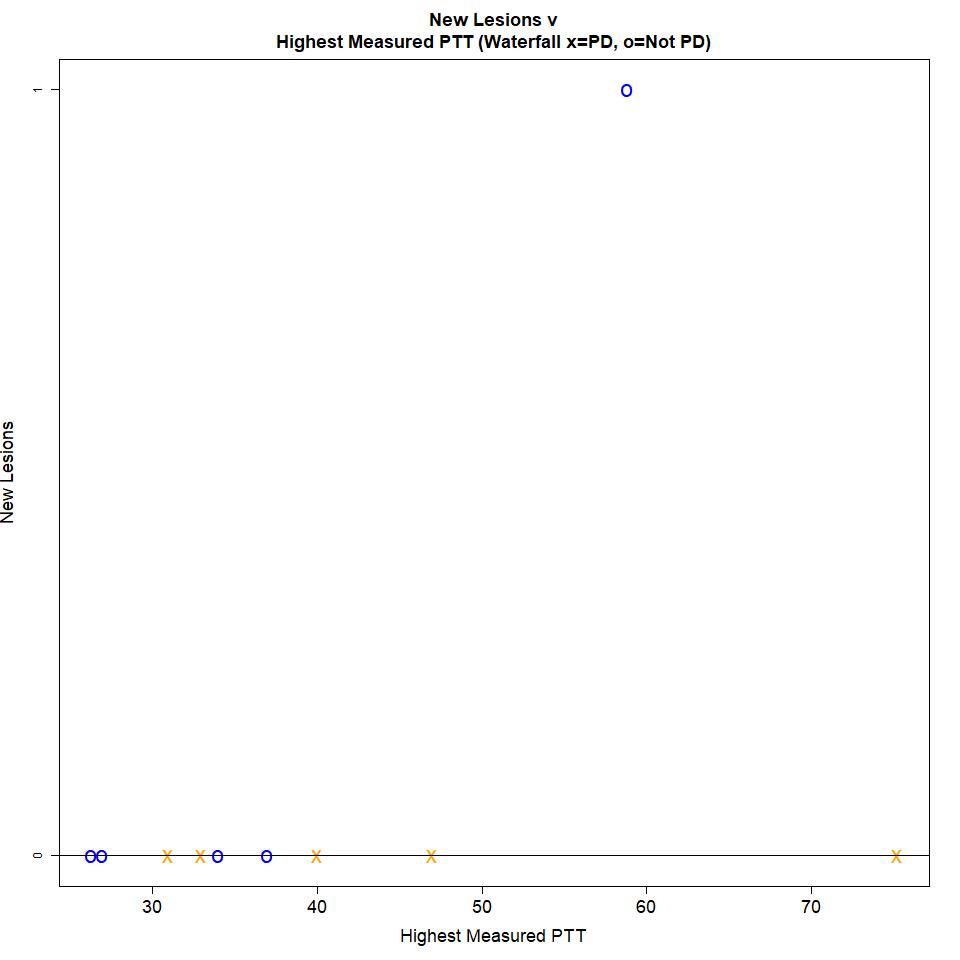 New Lesions v
Highest Measured PTT (Waterfall x=PD, o=Not PD)
1
o
New Lesions
0
o o x x o o x x x
30 40 50 60 70
Highest Measured PTT